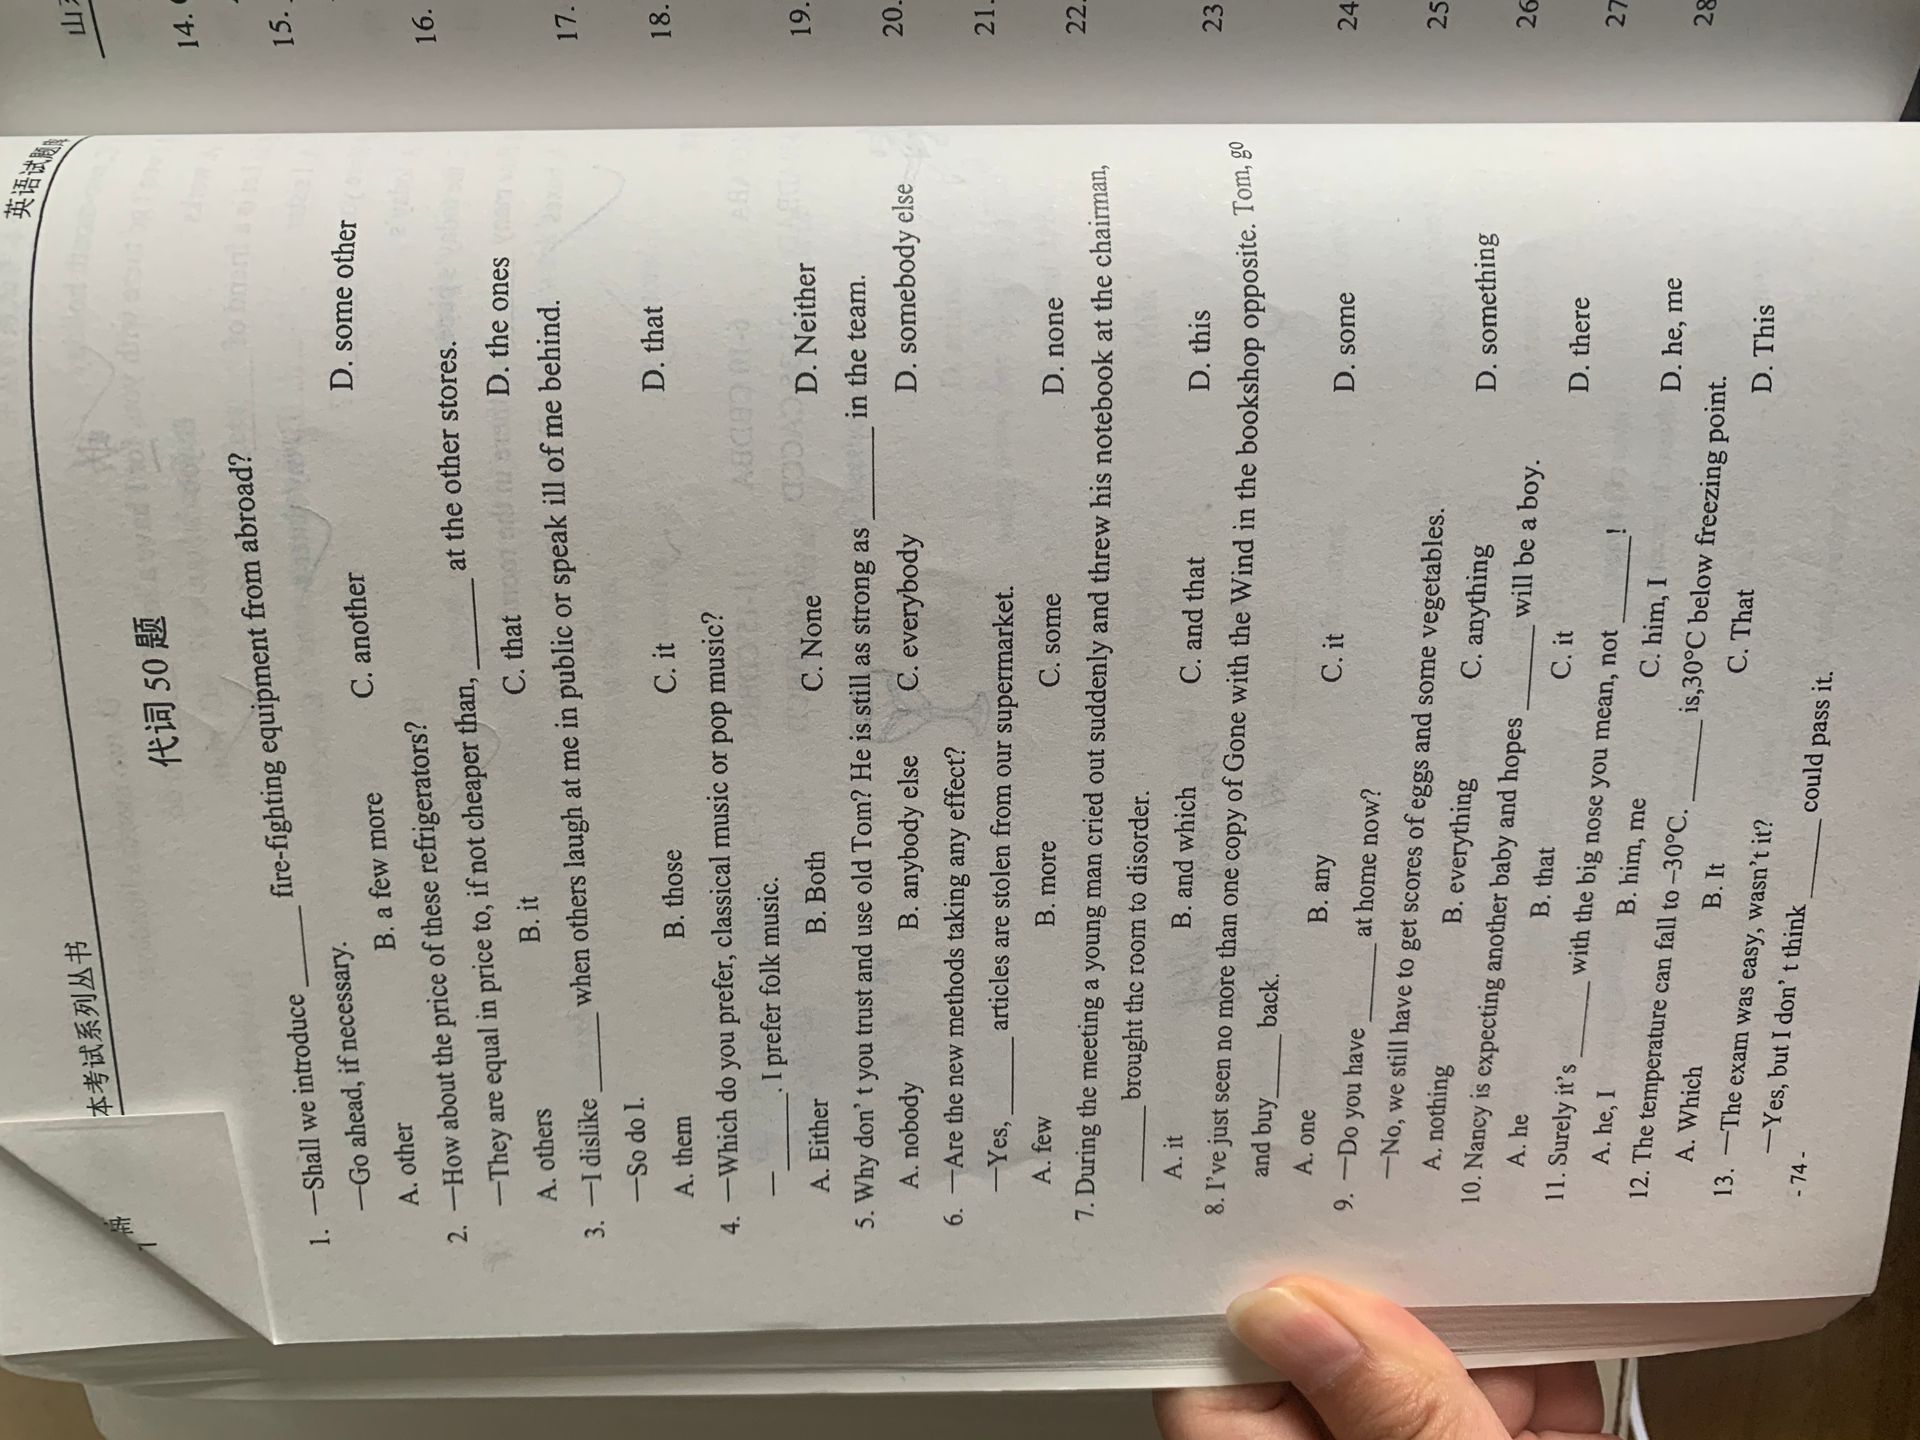 本考试系列丛书
英语试题
代词 50 题
1. —Shall we introduce ______ fire-fighting equipment from abroad?
—Go ahead, if necessary.
A. other B. a few more C. another D. some other
2. —How about the price of these refrigerators?
—They are equal in price to, if not cheaper than, ______ at the other stores.
A. others B. it C. that D. the ones
3. —I dislike ______ when others laugh at me in public or speak ill of me behind.
—So do I.
A. them B. those C. it D. that
4. —Which do you prefer, classical music or pop music?
—______. I prefer folk music.
A. Either B. Both C. None D. Neither
5. Why don’ t you trust and use old Tom? He is still as strong as ______ in the team.
A. nobody B. anybody else C. everybody D. somebody else
6. —Are the new methods taking any effect?
—Yes, ______ articles are stolen from our supermarket.
A. few B. more C. some D. none
7. During the meeting a young man cried out suddenly and threw his notebook at the chairman,
______ brought the room to disorder.
A. it B. and which C. and that D. this
8. I’ve just seen no more than one copy of Gone with the Wind in the bookshop opposite. Tom, go
and buy_____ back.
A. one B. any C. it D. some
9. —Do you have ______ at home now?
—No, we still have to get scores of eggs and some vegetables.
A. nothing B. everything C. anything D. something
10. Nancy is expecting another baby and hopes ______ will be a boy.
A. he B. that C. it D. there
11. Surely it’s ______ with the big nose you mean, not ______!
A. he, I B. him, me C. him, I D. he, me
12. The temperature can fall to –30°C. ______ is,30°C below freezing point.
A. Which B. It C. That D. This
13. —The exam was easy, wasn’t it?
—Yes, but I don’ t think ______ could pass it.
- 74 -
山
14.
15.
16.
17.
18.
19.
20.
21.
22.
23
24
25
26
27
28